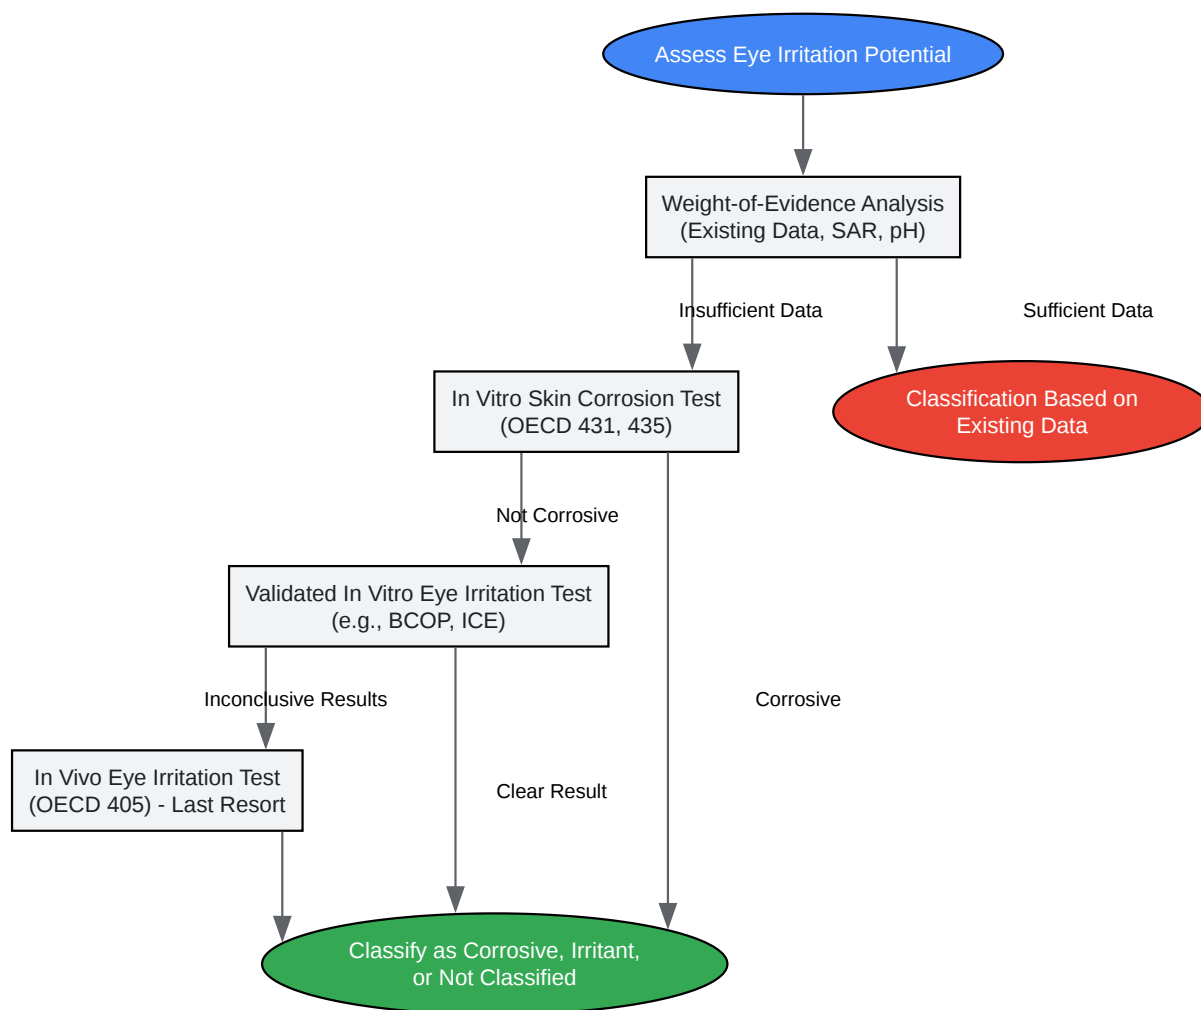 Assess Eye Irritation Potential
Weight-of-Evidence Analysis
(Existing Data, SAR, pH)
Insufficient Data
Sufficient Data
In Vitro Skin Corrosion Test
(OECD 431, 435)
Classification Based on
Existing Data
Not Corrosive
Validated In Vitro Eye Irritation Test
(e.g., BCOP, ICE)
Inconclusive Results
Corrosive
In Vivo Eye Irritation Test
(OECD 405) - Last Resort
Clear Result
Classify as Corrosive, Irritant,
or Not Classified